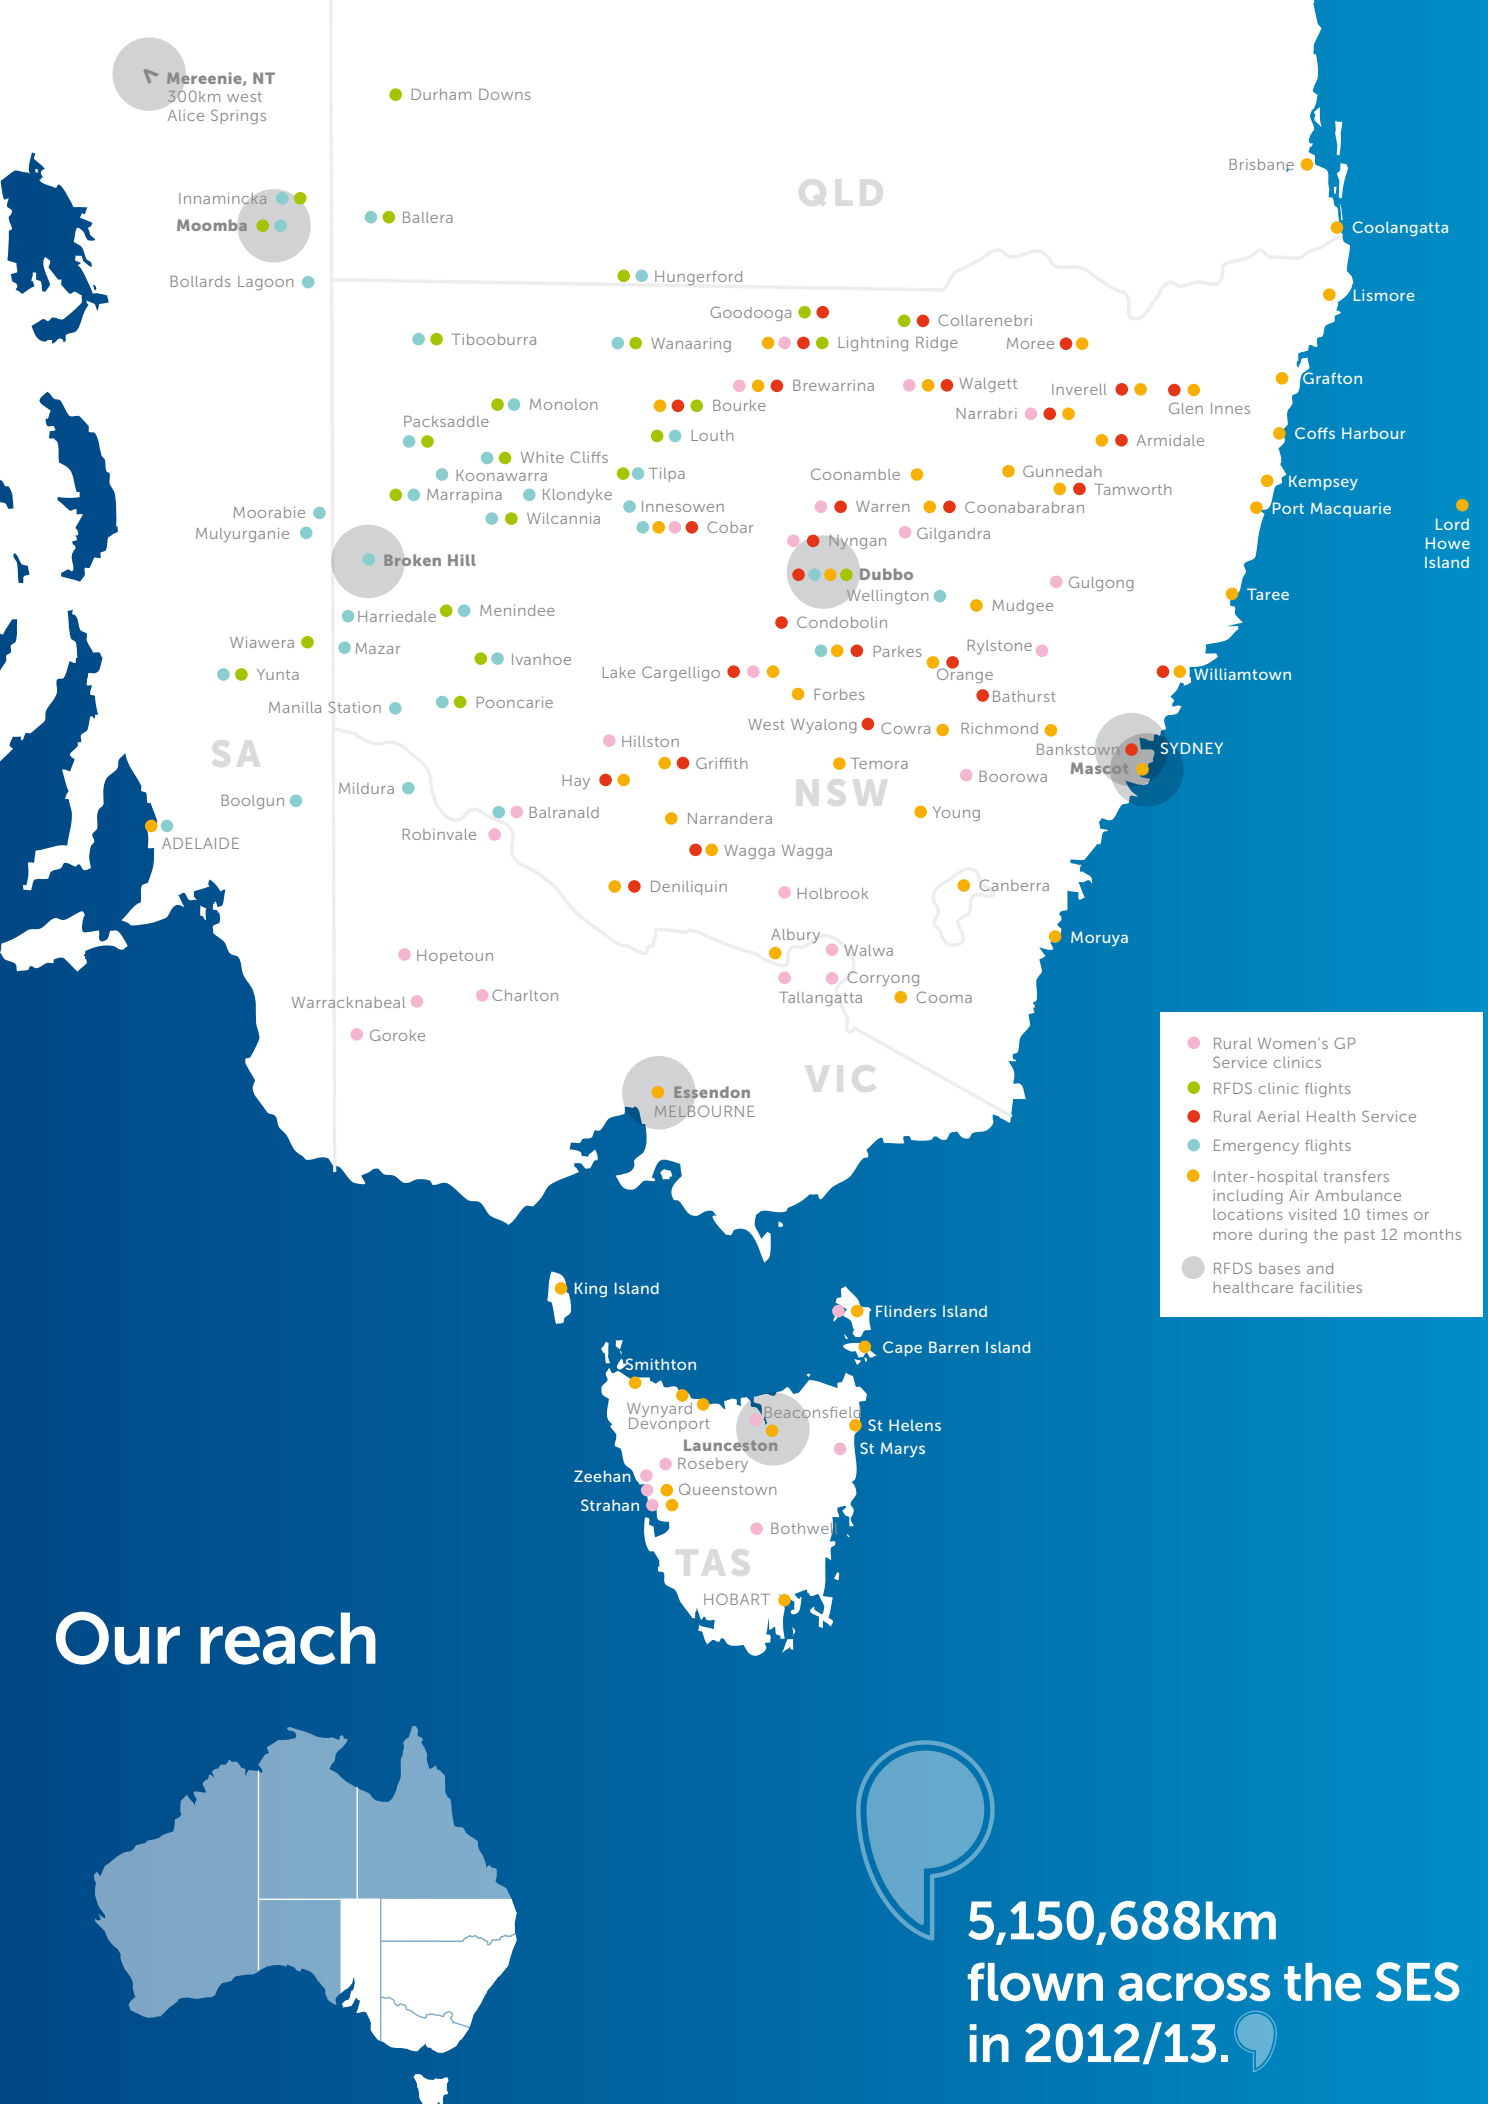 Mereenie, NT
300km west
Alice Springs
Durham Downs
Brisbane
QLD
Innamincka
Moomba
Ballera
Coolangatta
Bollards Lagoon
Hungerford
Lismore
Goodooga
Collarenebri
Tibooburra
Wanaaring
Lightning Ridge
Moree
Grafton
Brewarrina
Walgett
Inverell
Glen Innes
Monolon
Bourke
Narrabri
Packsaddle
Louth
Armidale
Coffs Harbour
White Cliffs
Koonawarra
Tilpa
Coonamble
Gunnedah
Kempsey
Marrapina
Klondyke
Tamworth
Innesowen
Warren
Coonabarabran
Port Macquarie
Lord
Howe
Island
Moorabie
Wilcannia
Cobar
Mulyurganie
Nyngan
Gilgandra
Broken Hill
Dubbo
Gulgong
Wellington
Taree
Mudgee
Harriedale
Menindee
Condobolin
Wiawera
Mazar
Ivanhoe
Parkes
Rylstone
Yunta
Lake Cargelligo
Orange
Williamtown
Manilla Station
Pooncarie
Forbes
Bathurst
West Wyalong
Cowra
Richmond
SA
Hillston
Bankstown
SYDNEY
Griffith
Temora
Mascot
Hay
Boorowa
Mildura
NSW
Boolgun
Balranald
Narrandera
Young
ADELAIDE
Robinvale
Wagga Wagga
Deniliquin
Holbrook
Canberra
Albury
Moruya
Hopetoun
Walwa
Corryong
Warracknabeal
Charlton
Tallangatta
Cooma
Goroke
VIC
Essendon
MELBOURNE
Rural Women's GP
Service clinics
RFDS clinic flights
Rural Aerial Health Service
Emergency flights
Inter-hospital transfers
including Air Ambulance
locations visited 10 times or
more during the past 12 months
RFDS bases and
healthcare facilities
King Island
Flinders Island
Cape Barren Island
Smithton
Wynyard
Devonport
Beaconsfield
St Helens
Launceston
St Marys
Rosebery
Zeehan
Queenstown
Strahan
Bothwell
TAS
HOBART
Our reach
5,150,688km
flown across the SES
in 2012/13.